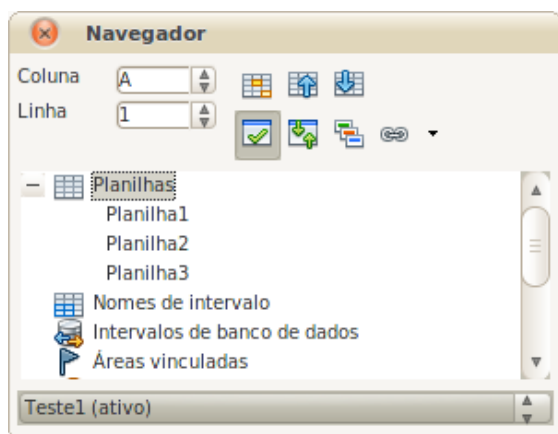 Navegador
Coluna A
Linha 1
Planilhas
Planilha1
Planilha2
Planilha3
Nomes de intervalo
Intervalos de banco de dados
Áreas vinculadas
Teste1 (ativo)